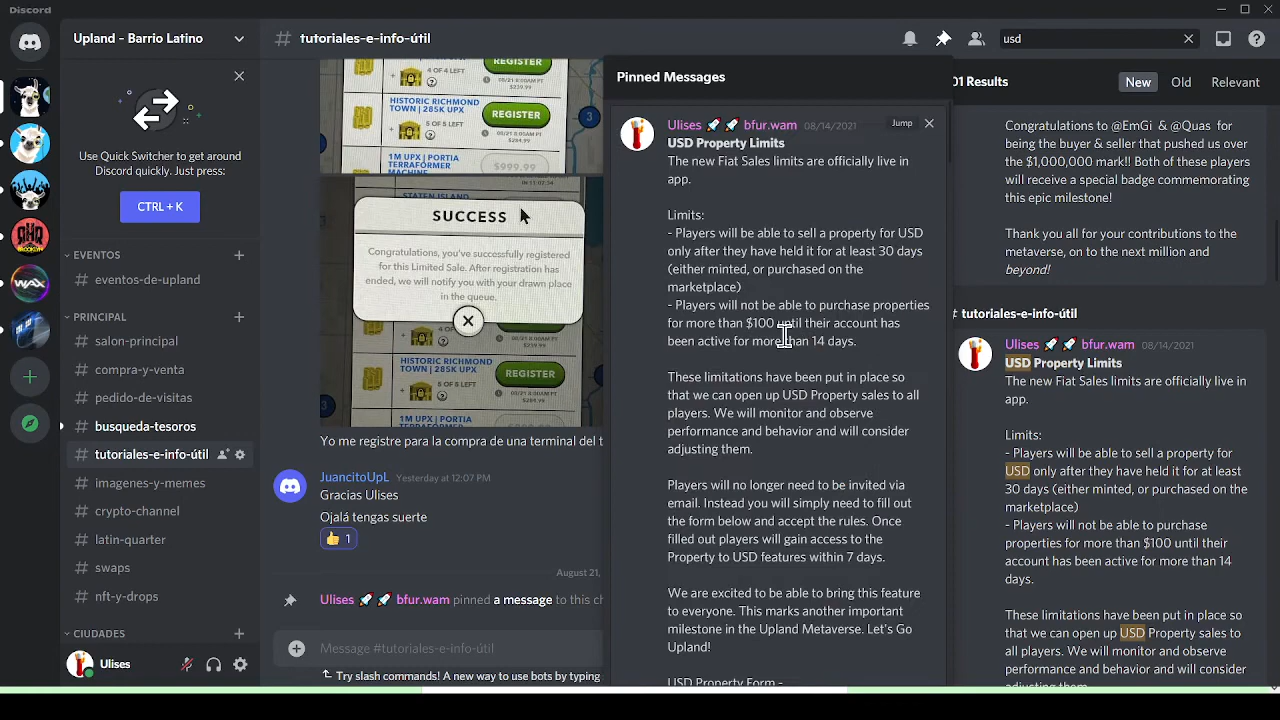 Discord
Upland - Barrio Latino
Use Quick Switcher to get around
Discord quickly. Just press:
CTRL + K
EVENTOS
# eventos-de-upland
PRINCIPAL
# salon-principal
# compra-y-venta
# pedido-de-visitas
# busqueda-tesoros
# tutoriales-e-info-útil
# imagenes-y-memes
# crypto-channel
# latin-quarter
# swaps
# nft-y-drops
CIUDADES
Ulises
BROOKLYN
WAX
# tutoriales-e-info-útil
4 OF 4 LEFT
REGISTER
08/21 8:00AM PT
$239.99
HISTORIC RICHMOND
TOWN | 285K UPX
5 OF 5 LEFT
REGISTER
08/21 8:00AM PT
$284.99
3
1M UPX | PORTIA
TERRAFORMER
MACHINE
$999.99
STATEN ISLAND
SUCCESS
Congratulations, you've successfully registered
for this Limited Sale. After registration has
ended, we will notify you with your drawn place
in the queue.
4 OF 4 LEFT
$239.99
HISTORIC RICHMOND
TOWN | 285K UPX
5 OF 5 LEFT
REGISTER
08/21 8:00AM PT
$284.99
3
1M UPX | PORTIA
Yo me registre para la compra de una terminal del t
JuancitoUpL Yesterday at 12:07 PM
Gracias Ulises
Ojalá tengas suerte
👍 1
August 21,
Ulises 🚀 🚀 bfur.wam pinned a message to this ch
Message #tutoriales-e-info-útil
Try slash commands! A new way to use bots by typing
Pinned Messages
Ulises 🚀 🚀 bfur.wam 08/14/2021
Jump
USD Property Limits
The new Fiat Sales limits are officially live in
app.
Limits:
- Players will be able to sell a property for USD
only after they have held it for at least 30 days
(either minted, or purchased on the
marketplace)
- Players will not be able to purchase properties
for more than $100 until their account has
been active for more than 14 days.
These limitations have been put in place so
that we can open up USD Property sales to all
players. We will monitor and observe
performance and behavior and will consider
adjusting them.
Players will no longer need to be invited via
email. Instead you will simply need to fill out
the form below and accept the rules. Once
filled out players will gain access to the
Property to USD features within 7 days.
We are excited to be able to bring this feature
to everyone. This marks another important
milestone in the Upland Metaverse. Let's Go
Upland!
USD Property Form -
usd
01 Results
New
Old
Relevant
Congratulations to @EmGi & @Quas for
being the buyer & seller that pushed us over
the $1,000,000 mark! Both of these players
will receive a special badge commemorating
this epic milestone!
Thank you all for your contributions to the
metaverse, onto the next million and
beyond!
# tutoriales-e-info-útil
Ulises 🚀 🚀 bfur.wam 08/14/2021
USD Property Limits
The new Fiat Sales limits are officially live in
app.
Limits:
- Players will be able to sell a property for
USD only after they have held it for at least
30 days (either minted, or purchased on the
marketplace)
- Players will not be able to purchase
properties for more than $100 until their
account has been active for more than 14
days.
These limitations have been put in place so
that we can open up USD Property sales to
all players. We will monitor and observe
performance and behavior and will consider
adjusting them.